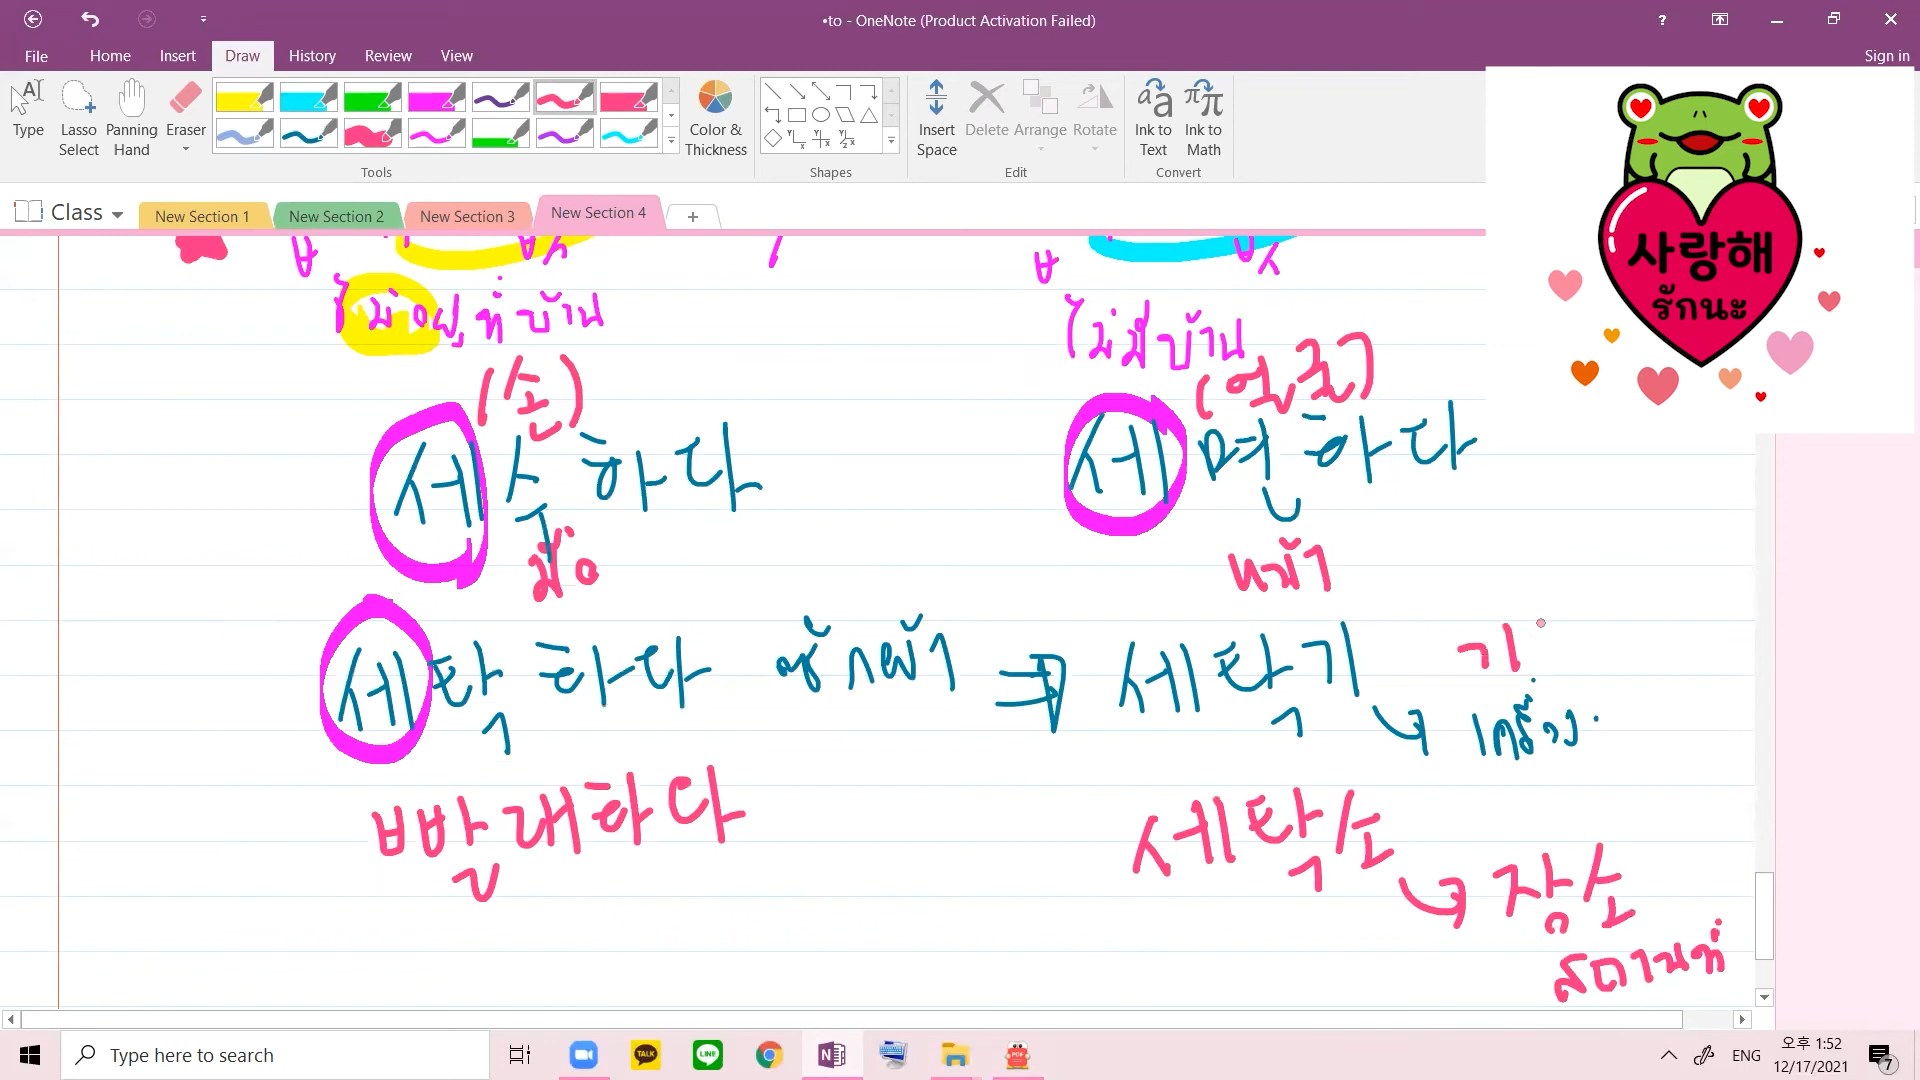 •to - OneNote (Product Activation Failed)
?
File Home Insert Draw History Review View
Sign in
Type
Lasso Select
Panning Hand
Eraser
Color & Thickness
Insert Space
Delete
Arrange
Rotate
Ink to Text
Ink to Math
Tools
Shapes
Edit
Convert
Class
New Section 1
New Section 2
New Section 3
New Section 4
+
사랑해
รักนะ
ไม่อยู่ที่บ้าน
ไม่มีบ้าน
(손)
(얼굴)
세수하다
세면하다
มือ
หน้า
세탁하다 ซักผ้า ⇒ 세탁기
기
เครื่อง
빨래하다
세탁소
장소
สถานที่
Type here to search
TALK
LINE
PDF
ENG
오후 1:52
12/17/2021
7